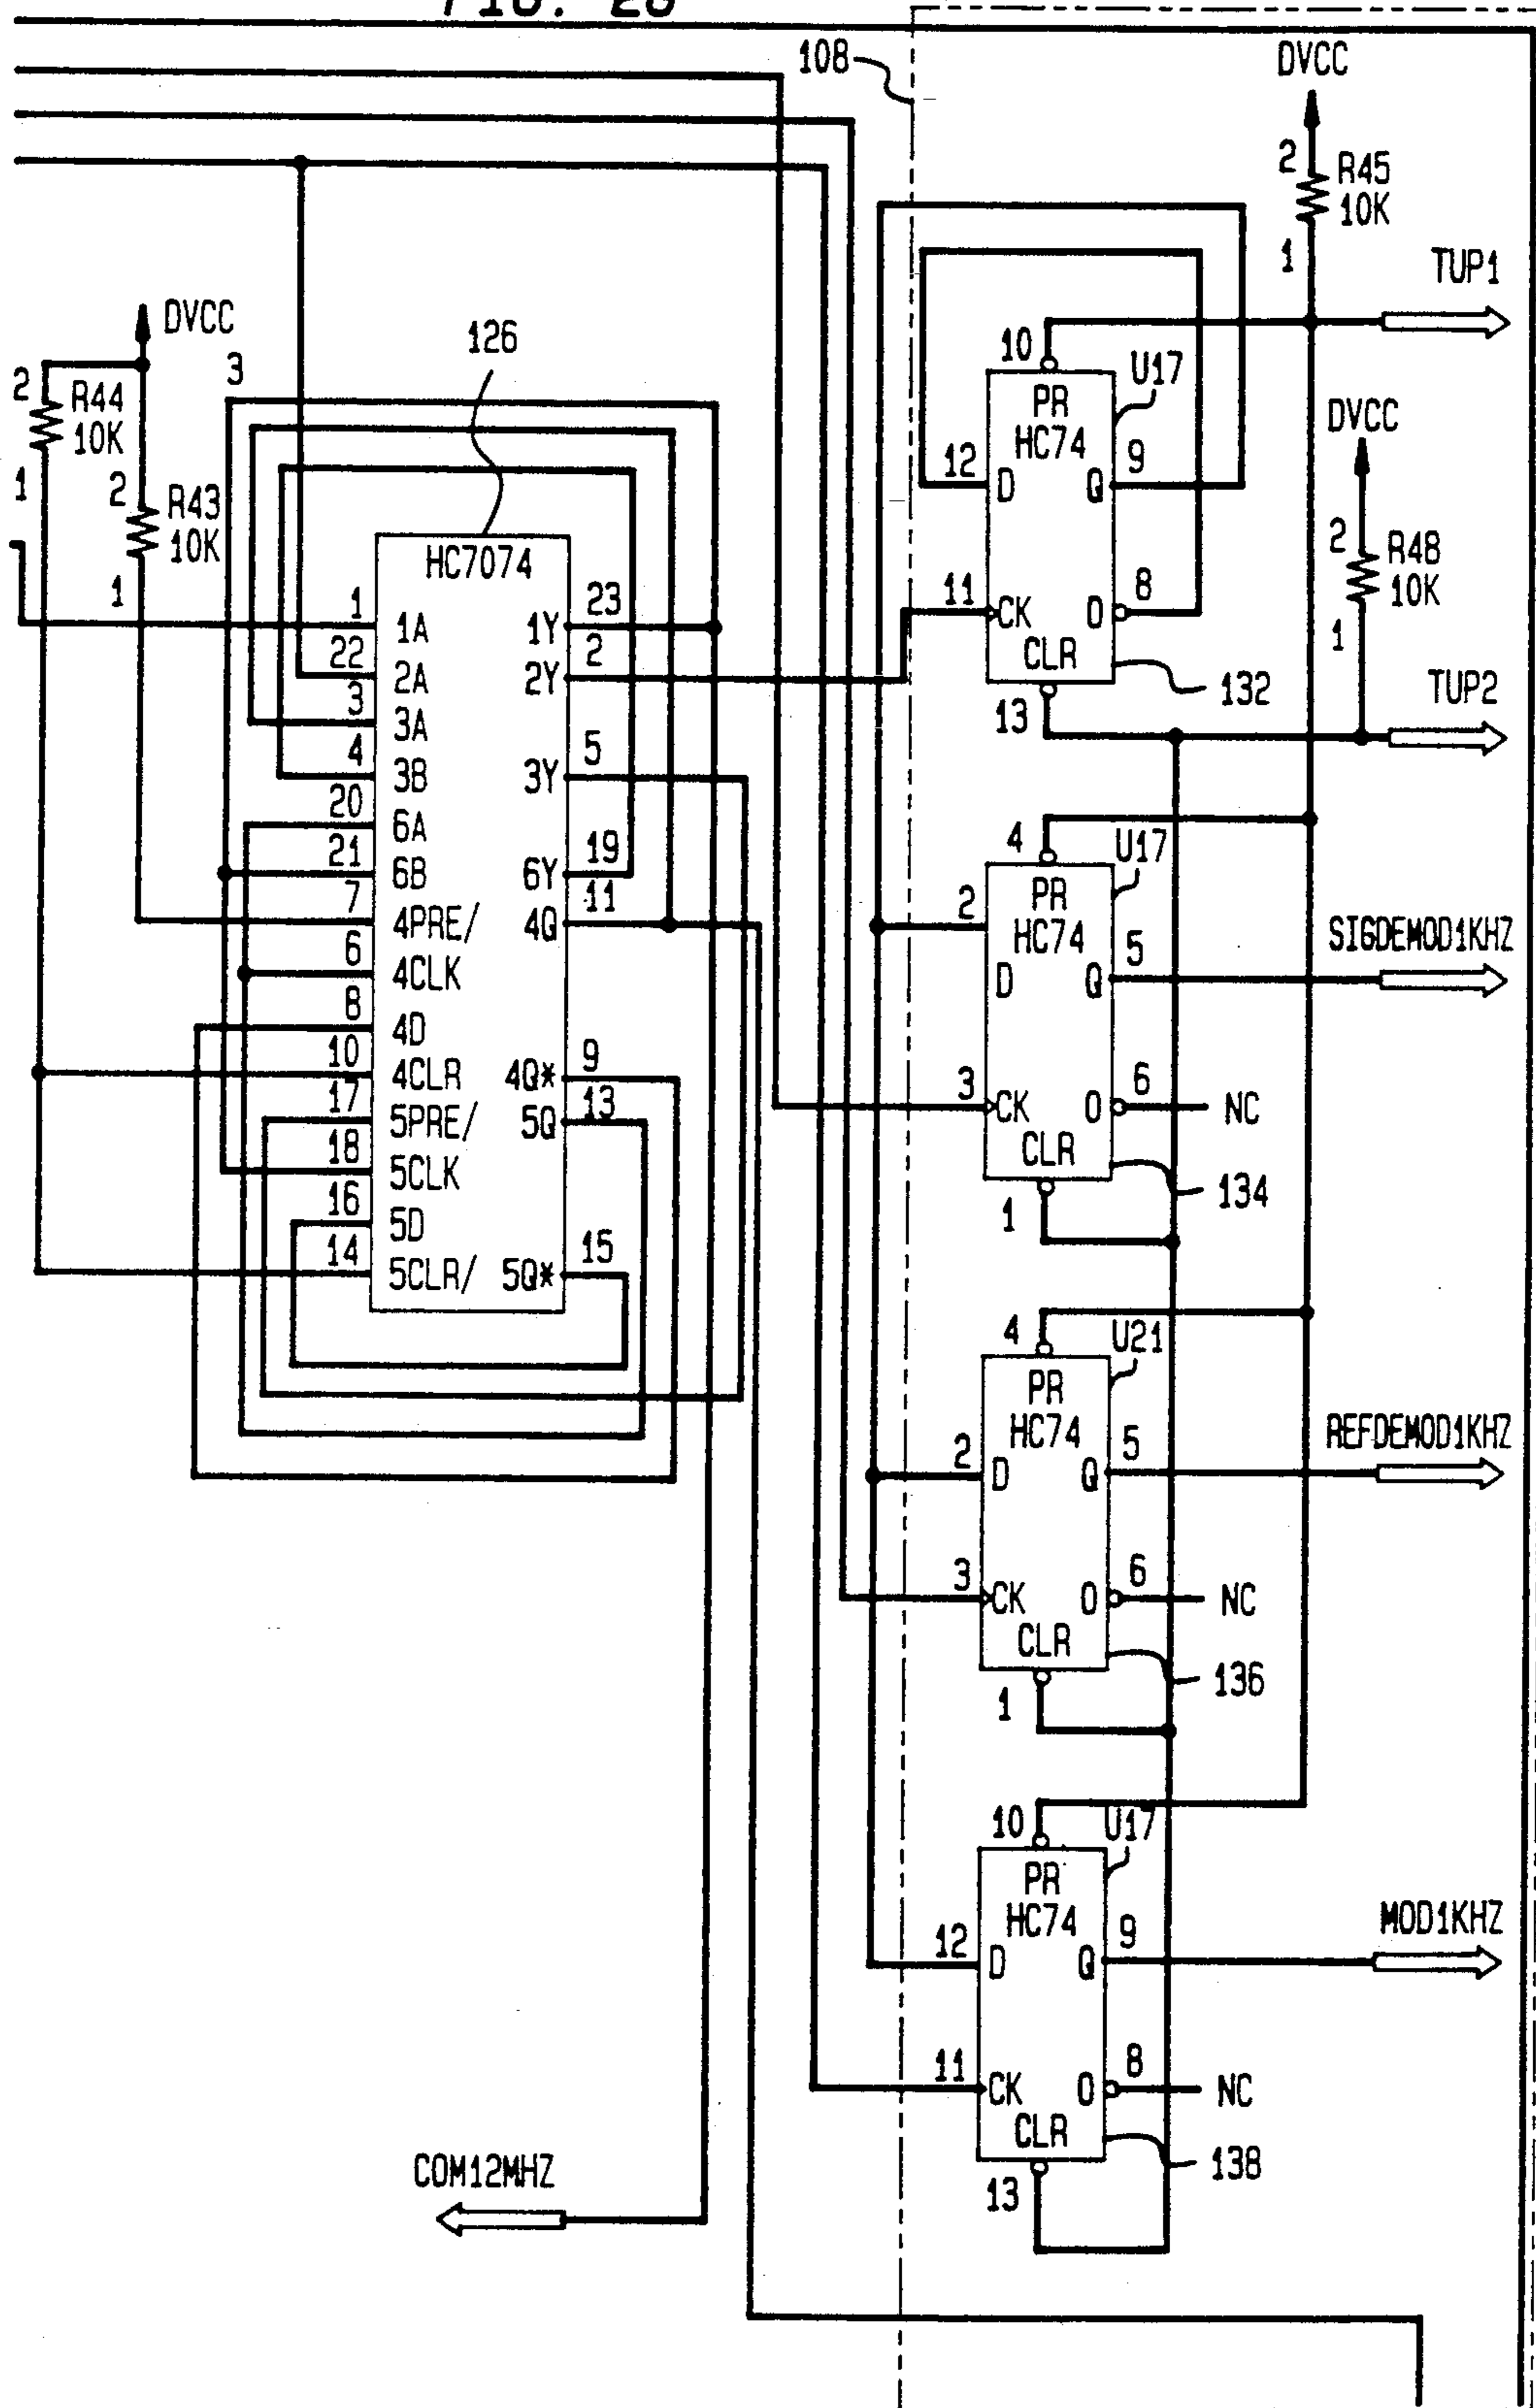 108
DVCC
2
R45
10K
1
TUP1
DVCC
126
3
2
R44
10K
1
2
R43
10K
1
10
U17
PR
HC74
12
D
Q
9
11
CK
O
8
CLR
132
13
DVCC
2
R48
10K
1
TUP2
HC7074
1
1A
1Y
23
22
2A
2Y
2
3
3A
4
3B
3Y
5
20
6A
21
6B
6Y
19
7
4PRE/
4Q
11
6
4CLK
8
4D
10
4CLR
4Q*
9
17
5PRE/
5Q
13
18
5CLK
16
5D
14
5CLR/
5Q*
15
4
U17
PR
HC74
2
D
Q
5
SIGDEMOD1KHZ
3
CK
O
6
NC
CLR
134
1
4
U21
PR
HC74
2
D
Q
5
REFDEMOD1KHZ
3
CK
O
6
NC
CLR
136
1
10
U17
PR
HC74
12
D
Q
9
MOD1KHZ
11
CK
O
8
NC
CLR
138
13
COM12MHZ